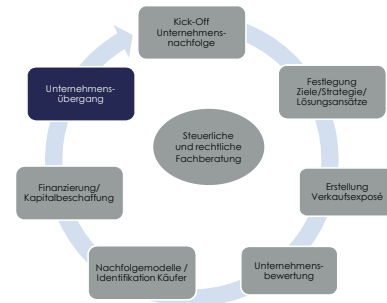 Kick-Off
Unternehmens-
nachfolge
Festlegung
Ziele/Strategie/
Lösungsansätze
Erstellung
Verkaufsexposé
Unternehmens-
bewertung
Nachfolgemodelle /
Identifikation Käufer
Finanzierung/
Kapitalbeschaffung
Unternehmens-
übergang
Steuerliche
und rechtliche
Fachberatung